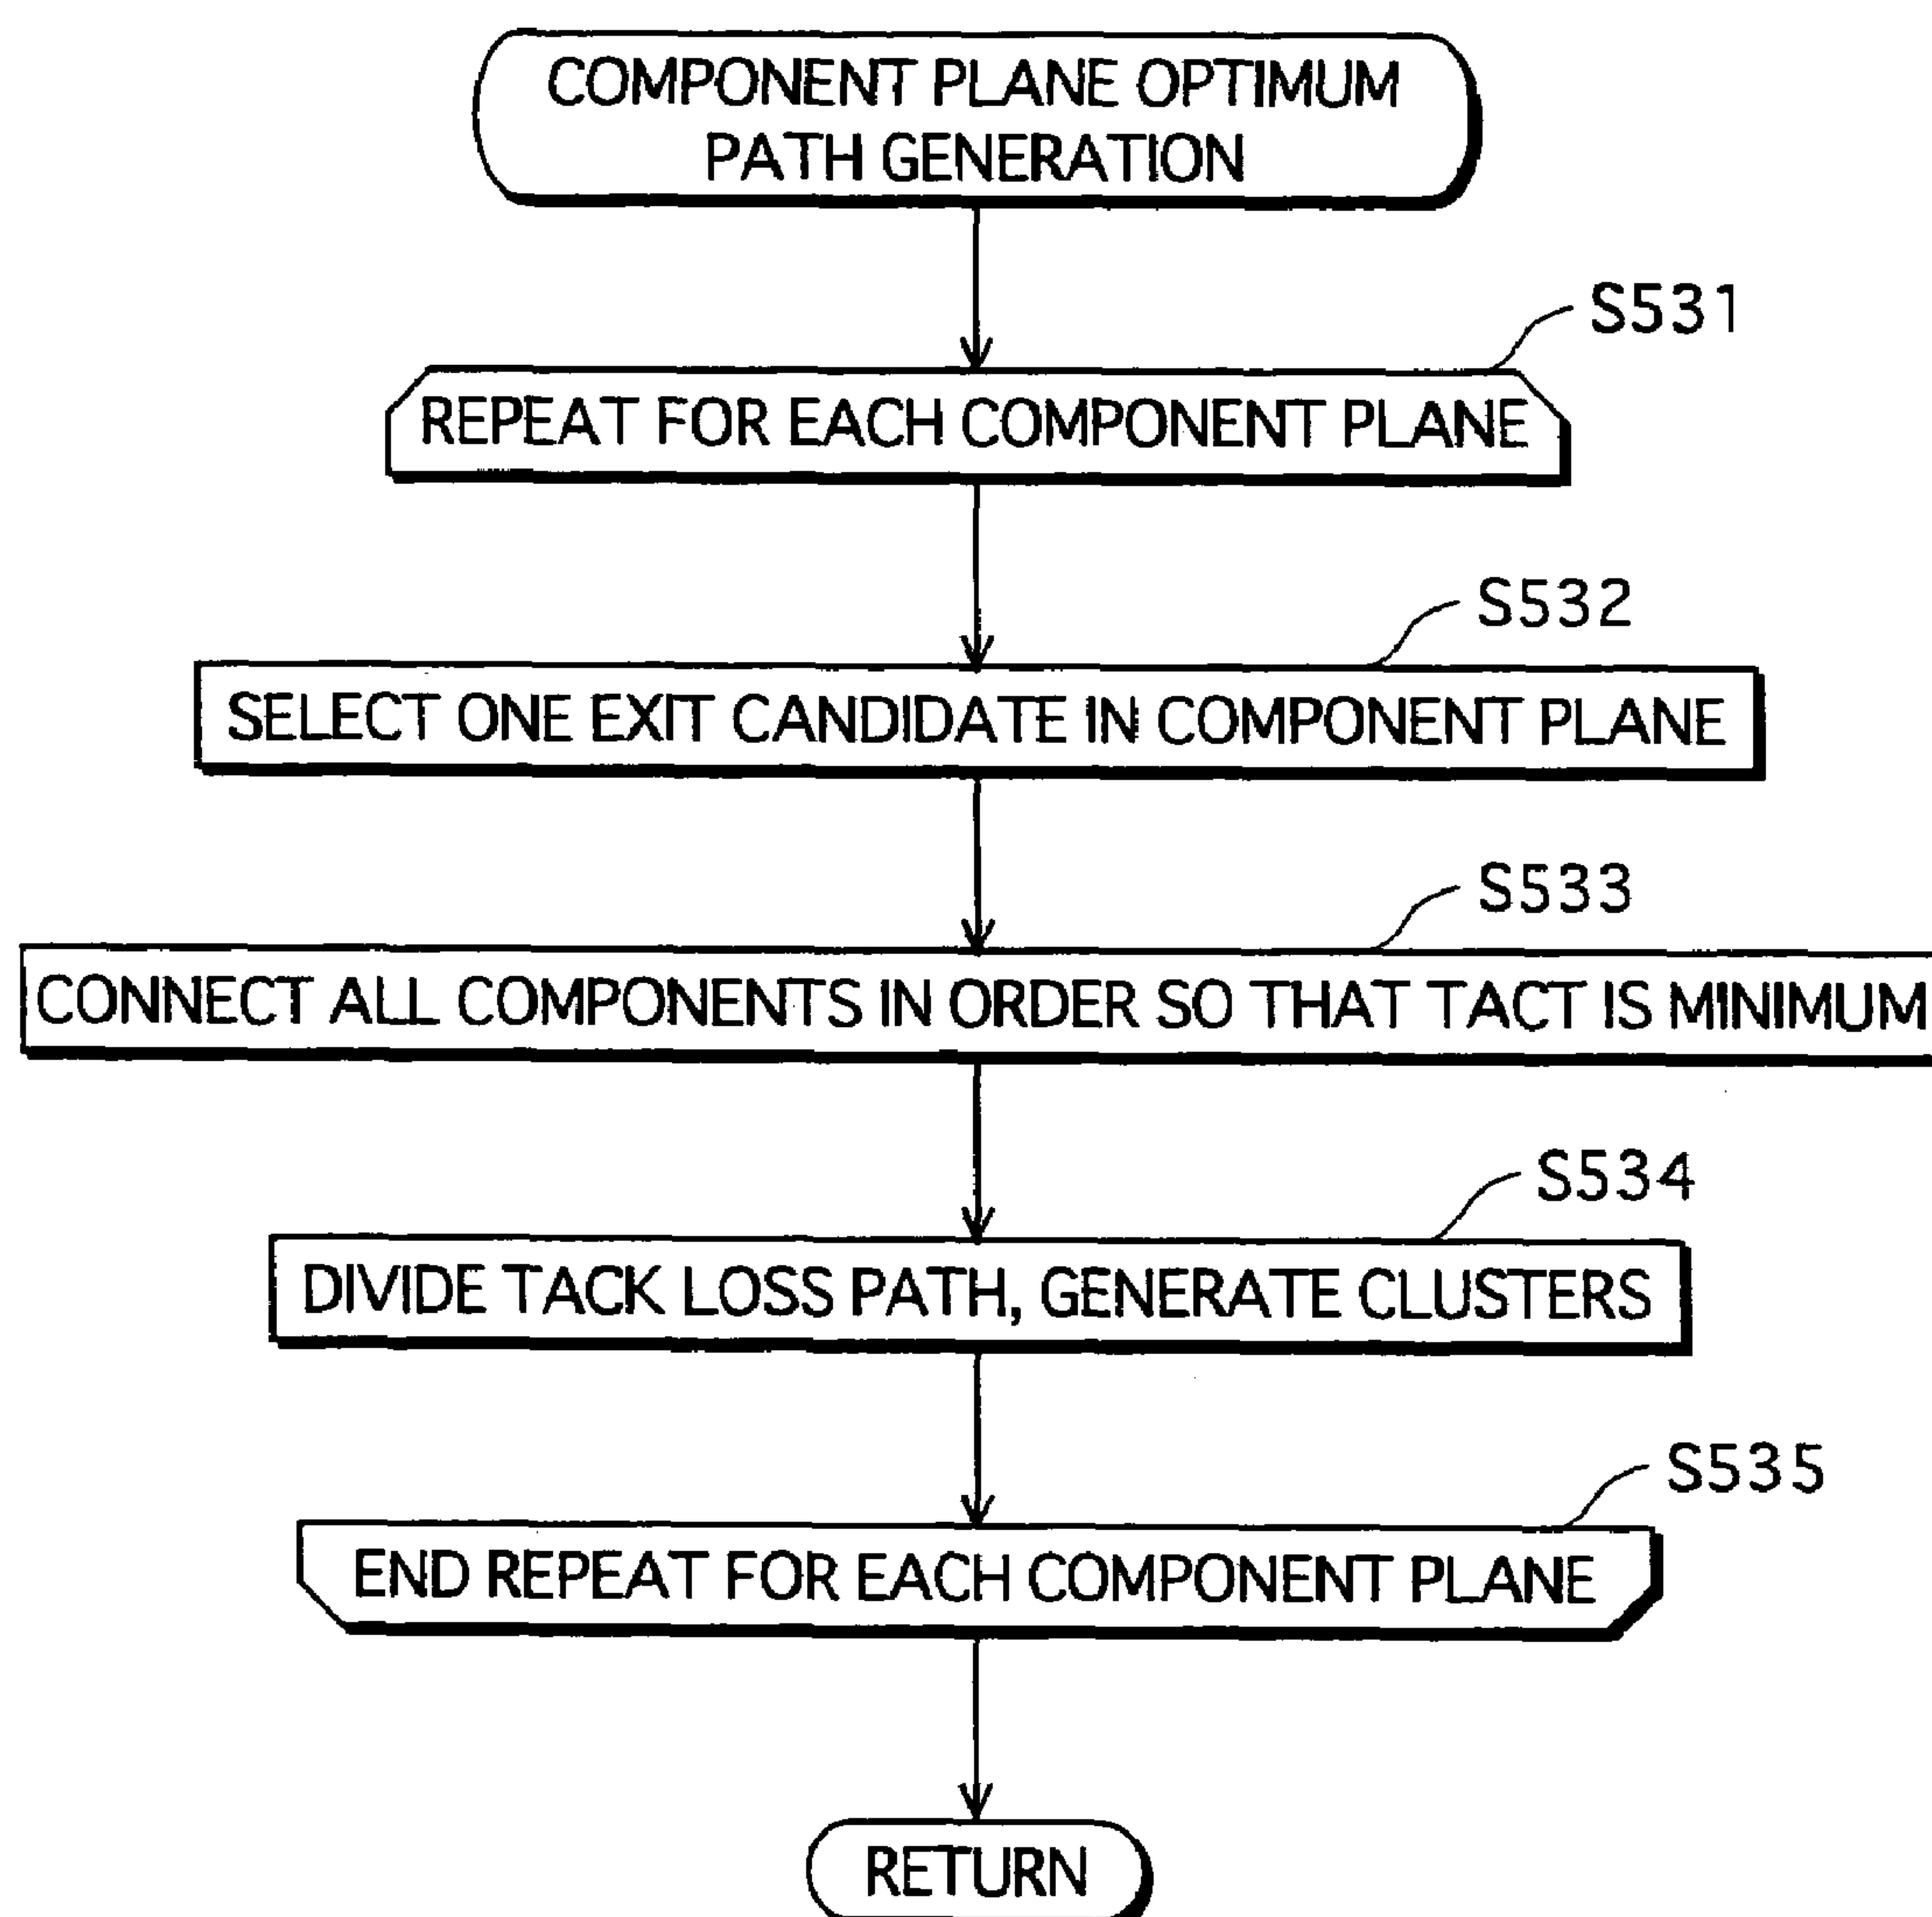 COMPONENT PLANE OPTIMUM
PATH GENERATION
S531
REPEAT FOR EACH COMPONENT PLANE
S532
SELECT ONE EXIT CANDIDATE IN COMPONENT PLANE
S533
CONNECT ALL COMPONENTS IN ORDER SO THAT TACT IS MINIMUM
S534
DIVIDE TACK LOSS PATH, GENERATE CLUSTERS
S535
END REPEAT FOR EACH COMPONENT PLANE
RETURN